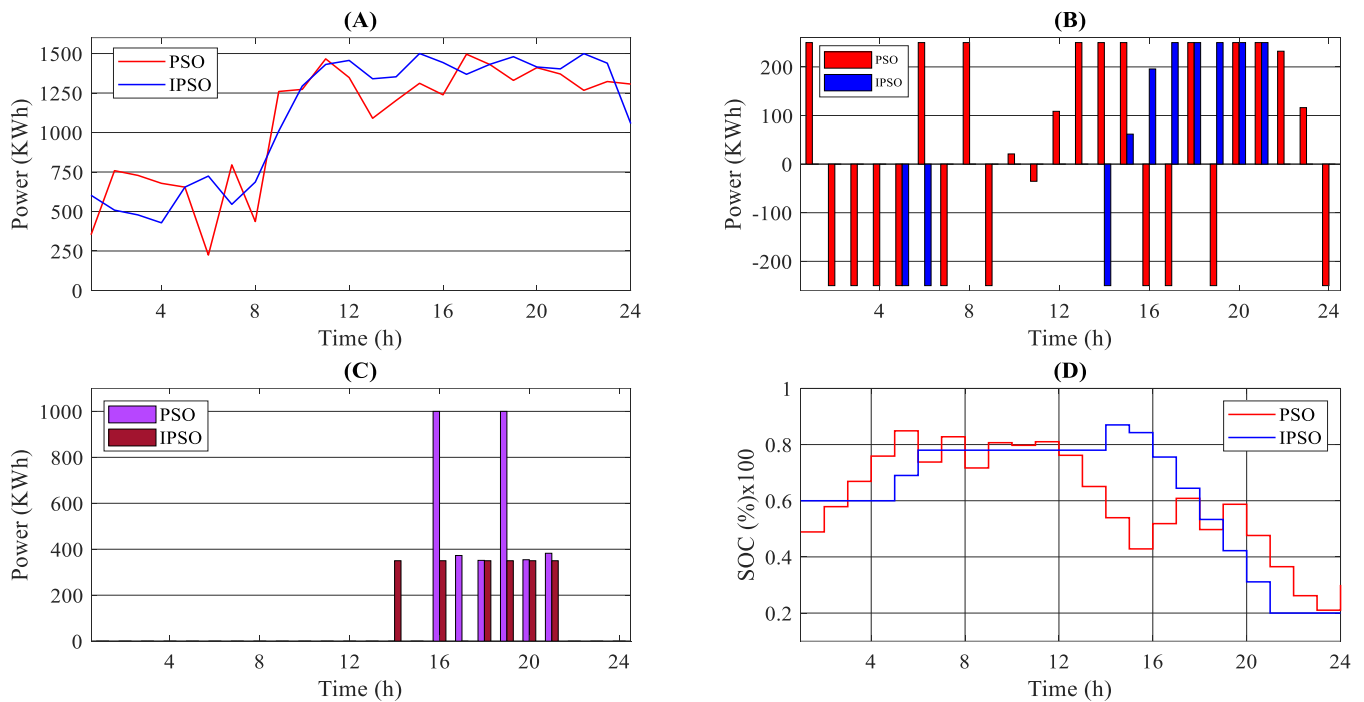 (A)
Power (KWh)
1500
1250
1000
750
500
250
0
PSO
IPSO
4
8
12
16
20
24
Time (h)
(B)
Power (KWh)
200
100
0
-100
-200
PSO
IPSO
4
8
12
16
20
24
Time (h)
(C)
Power (KWh)
1000
800
600
400
200
0
PSO
IPSO
4
8
12
16
20
24
Time (h)
(D)
SOC (%)x100
1
0.8
0.6
0.4
0.2
PSO
IPSO
4
8
12
16
20
24
Time (h)